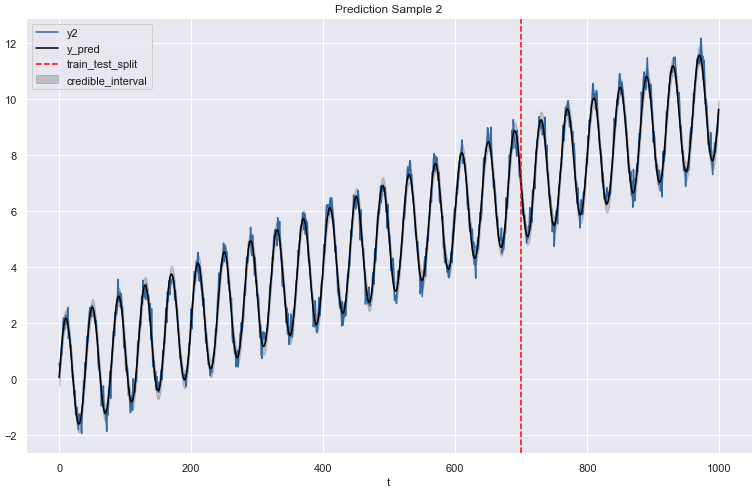 Prediction Sample 2
y2
y_pred
train_test_split
credible_interval
12
10
8
6
4
2
0
−2
0 200 400 600 800 1000
t